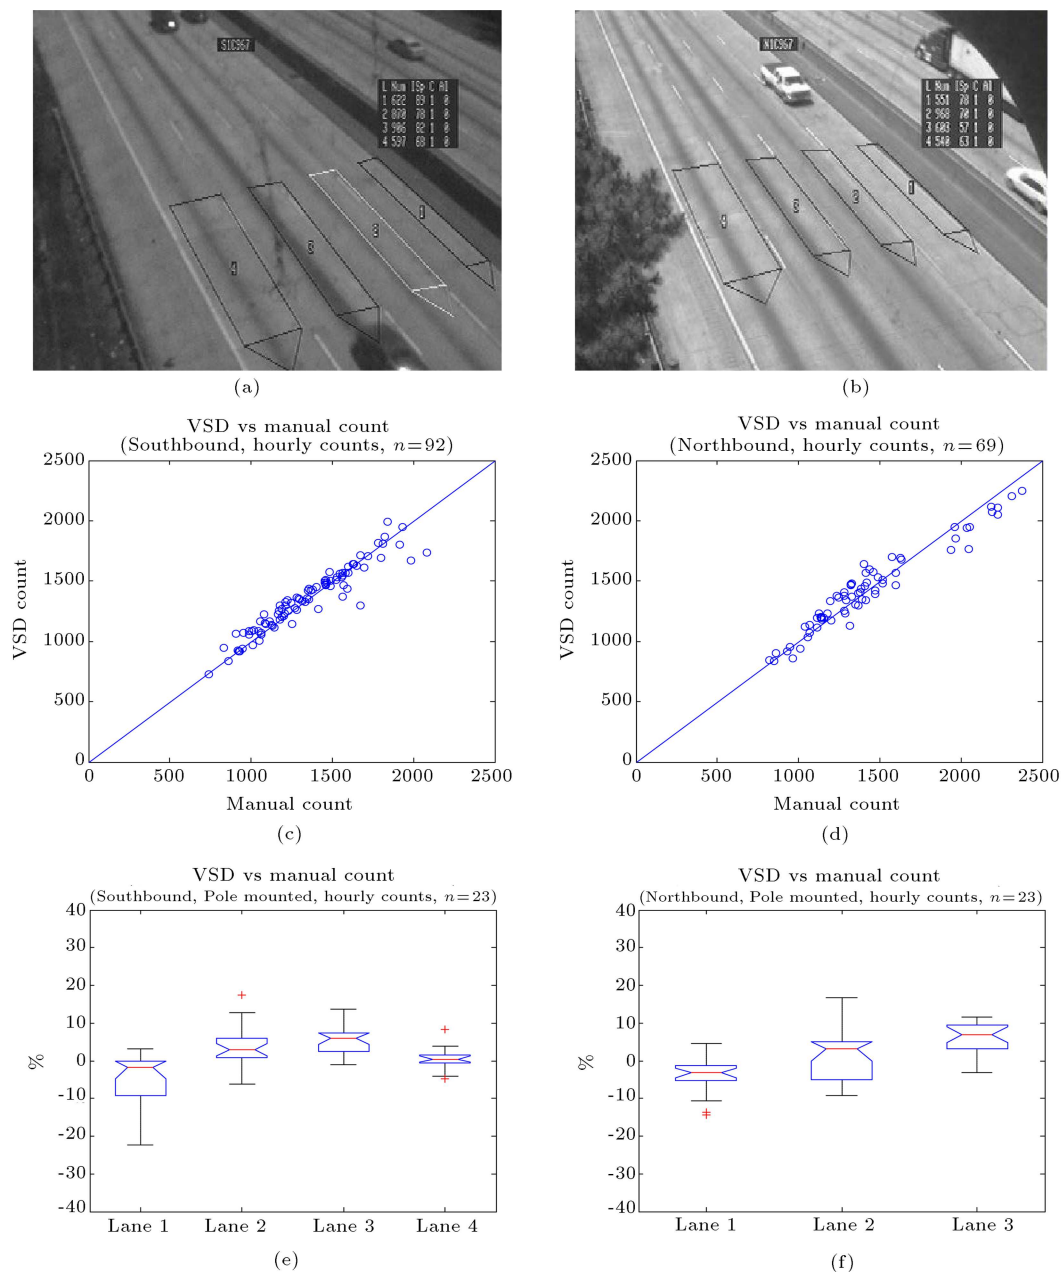 S1C967
L Num ISp C Al
1 622 89 1 0
2 870 78 1 0
3 906 82 1 0
4 597 68 1 0
1
3
4
(a)
N1C967
L Num ISp C Al
1 551 78 1 0
2 968 70 1 0
3 603 57 1 0
4 540 63 1 0
1
4
(b)
VSD vs manual count
(Southbound, hourly counts, n=92)
2500
2000
1500
1000
500
0
VSD count
0 500 1000 1500 2000 2500
Manual count
(c)
VSD vs manual count
(Northbound, hourly counts, n=69)
2500
2000
1500
1000
500
0
VSD count
0 500 1000 1500 2000 2500
Manual count
(d)
VSD vs manual count
(Southbound, Pole mounted, hourly counts, n=23)
40
30
20
10
0
-10
-20
-30
-40
%
Lane 1 Lane 2 Lane 3 Lane 4
(e)
VSD vs manual count
(Northbound, Pole mounted, hourly counts, n=23)
40
30
20
10
0
-10
-20
-30
-40
%
Lane 1 Lane 2 Lane 3
(f)